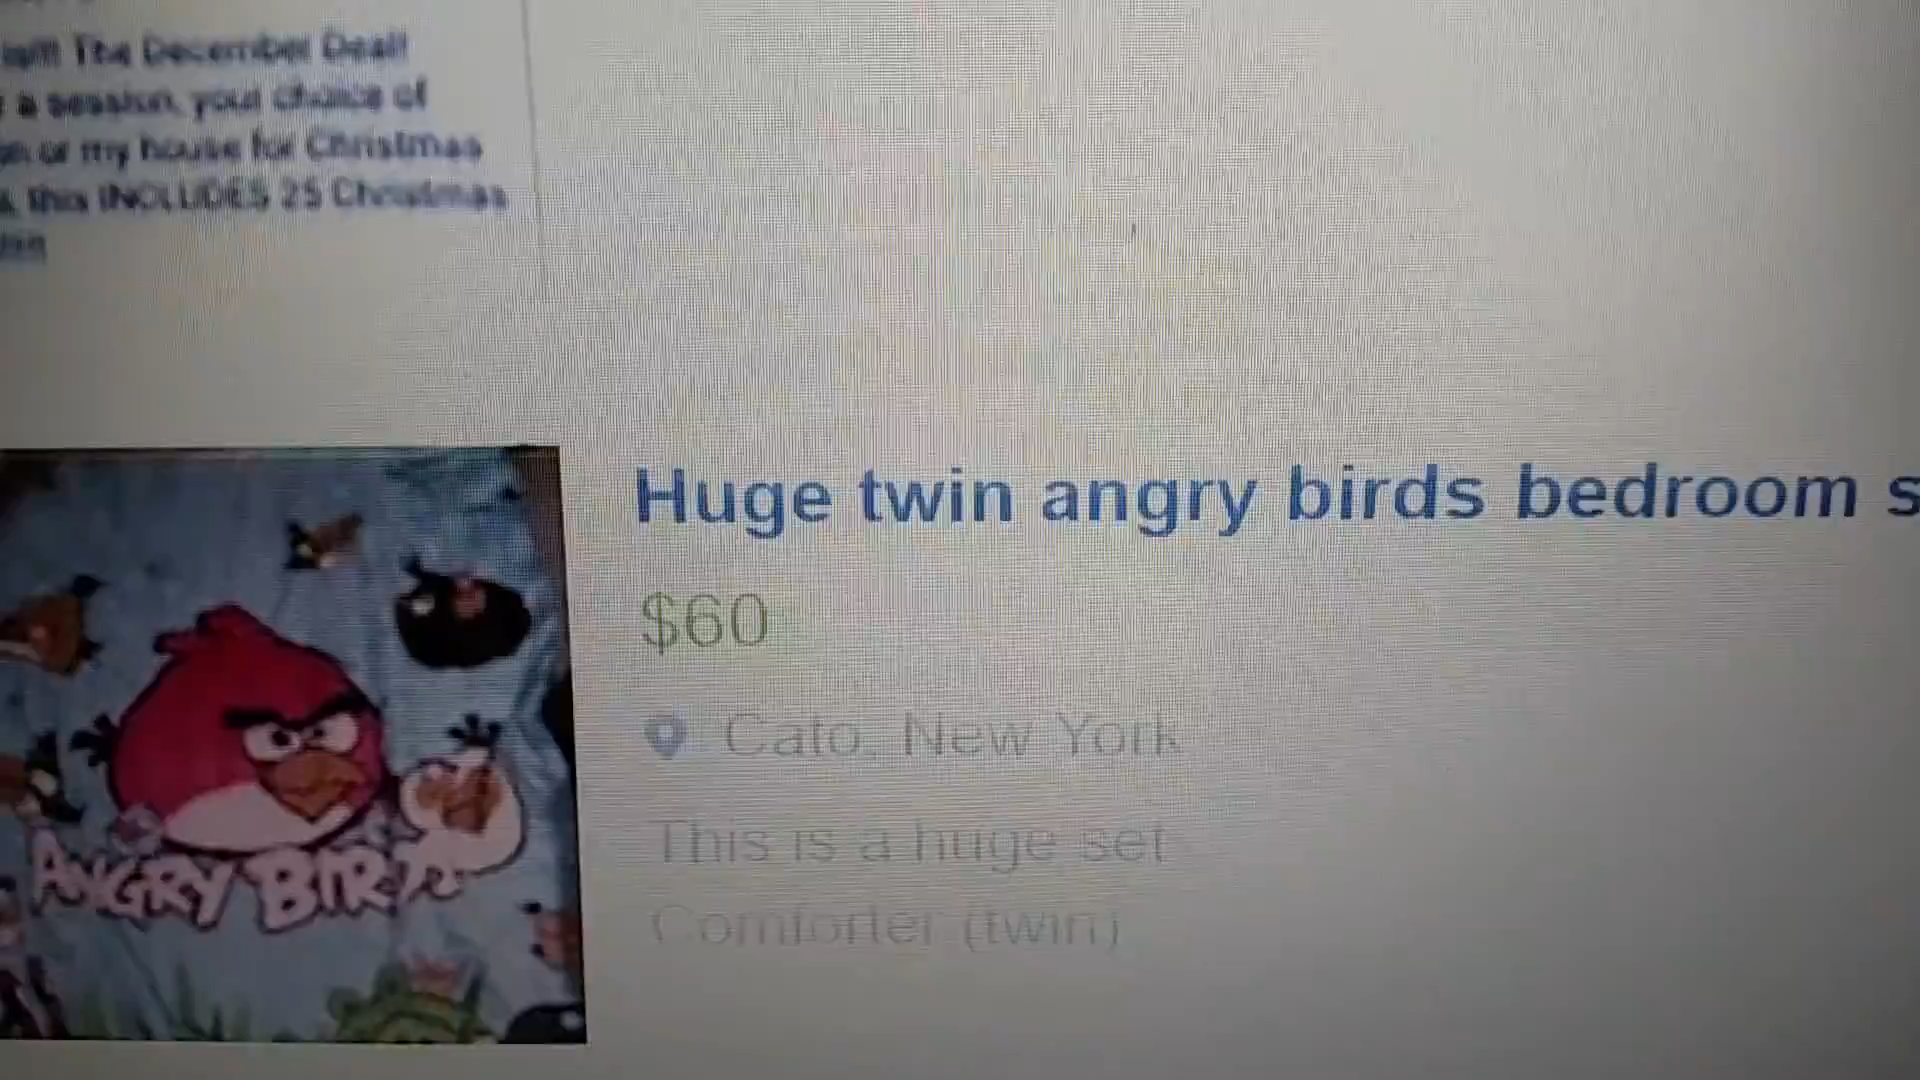 The December Deal!
a session, your choice of
or my house for Christmas
this INCLUDES 25 Christmas
Huge twin angry birds bedroom s
$60
Cato, New York
This is a huge set
Comforter (twin)
ANGRY BIRDS